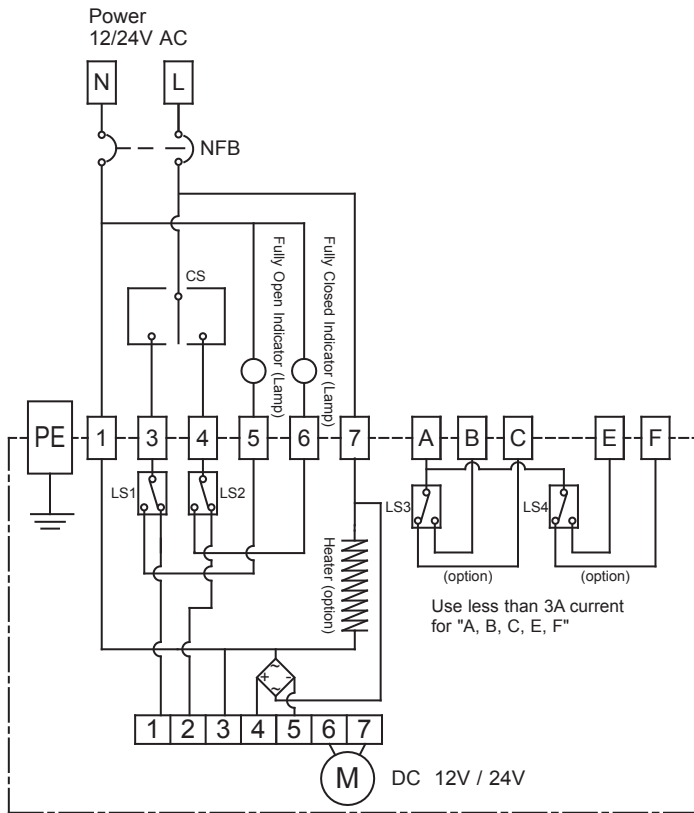 Power
12/24V AC
N L
NFB
CS
Fully Open Indicator (Lamp)
Fully Closed Indicator (Lamp)
PE 1 3 4 5 6 7 A B C E F
LS1 LS2 LS3 LS4
Heater (option)
(option) (option)
Use less than 3A current
for "A, B, C, E, F"
~
+ -
~
1 2 3 4 5 6 7
M DC 12V / 24V